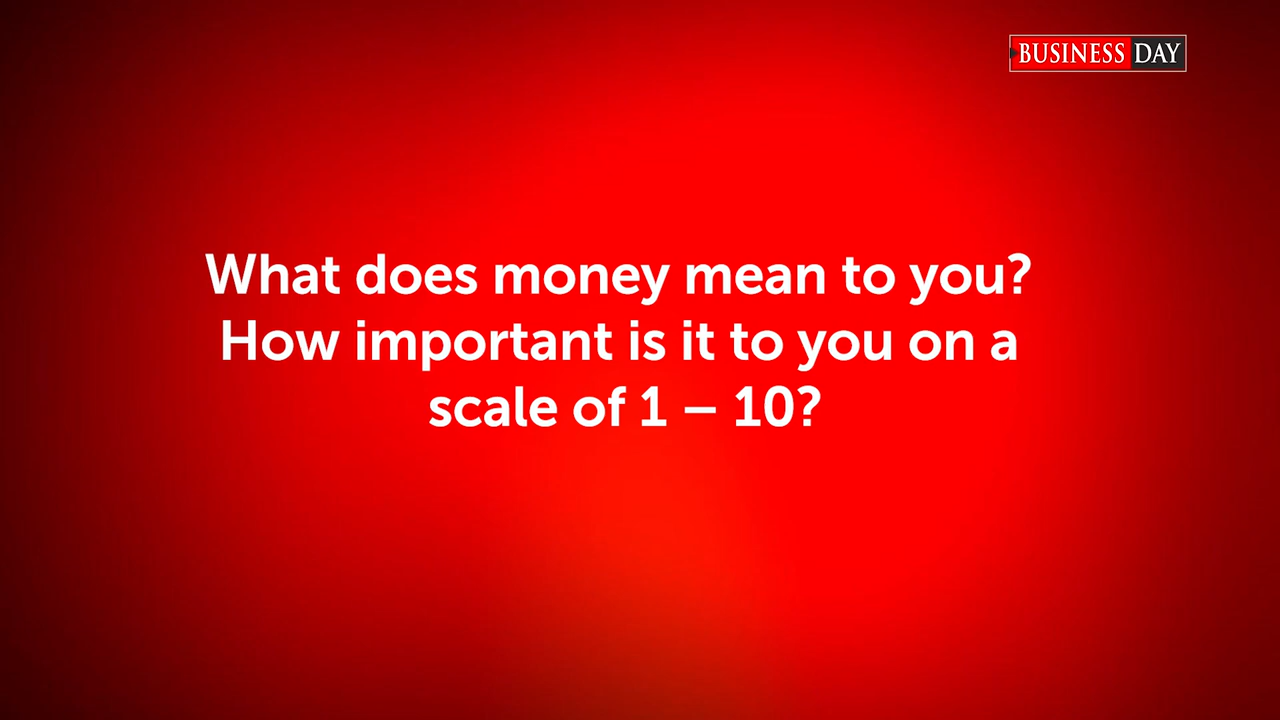 BUSINESS DAY
What does money mean to you?
How important is it to you on a
scale of 1 – 10?